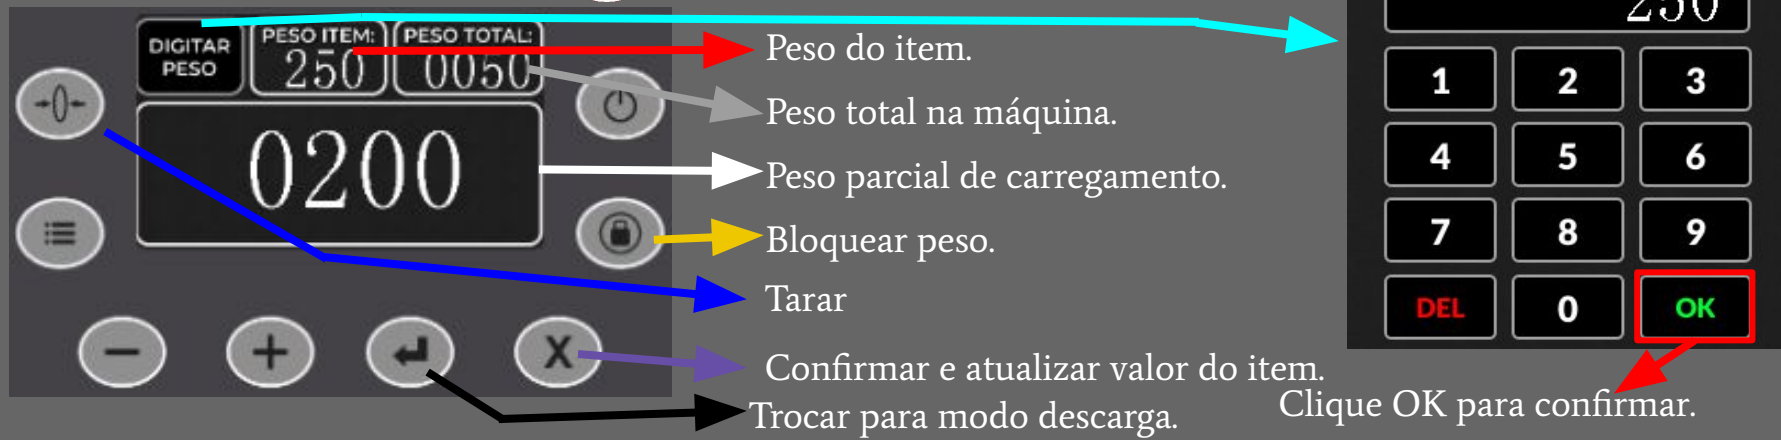 DIGITAR
PESO
PESO ITEM:
250
PESO TOTAL:
0050
0200
→0←
X
Peso do item.
Peso total na máquina.
Peso parcial de carregamento.
Bloquear peso.
Tarar
Confirmar e atualizar valor do item.
Trocar para modo descarga.
250
1 2 3
4 5 6
7 8 9
DEL 0 OK
Clique OK para confirmar.